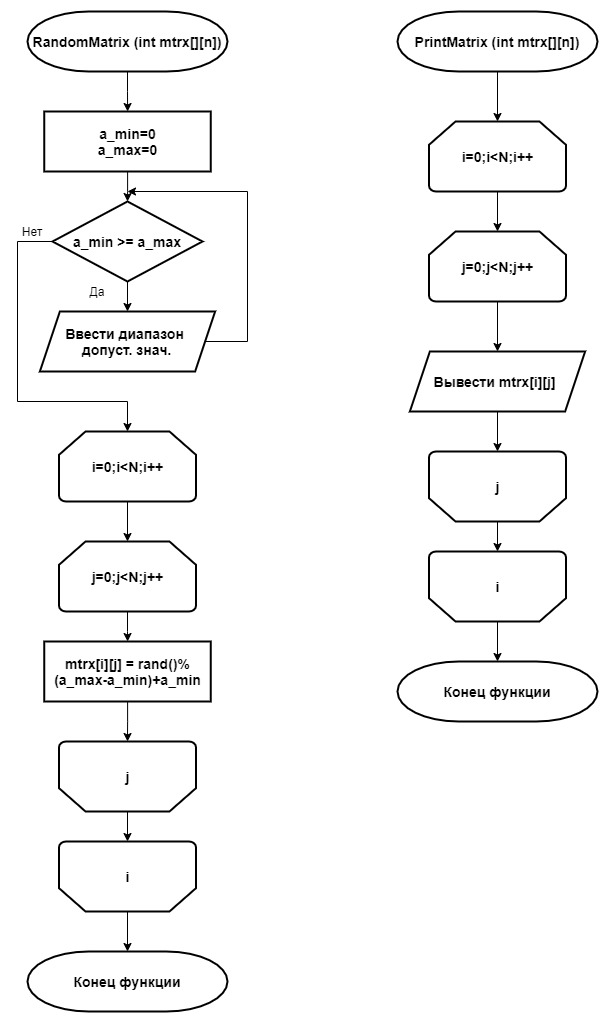 RandomMatrix (int mtrx[][n])
a_min=0
a_max=0
a_min >= a_max
Нет
Да
Ввести диапазон
допуст. знач.
i=0;i<N;i++
j=0;j<N;j++
mtrx[i][j] = rand()%
(a_max-a_min)+a_min
j
i
Конец функции
PrintMatrix (int mtrx[][n])
i=0;i<N;i++
j=0;j<N;j++
Вывести mtrx[i][j]
j
i
Конец функции